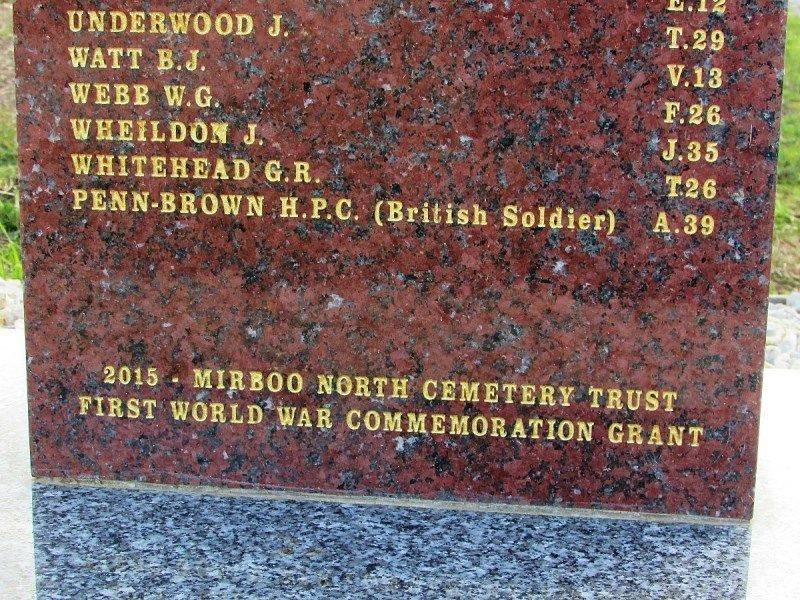 E.12
UNDERWOOD J. T.29
WATT B.J. V.13
WEBB W.G. F.26
WHEILDON J. J.35
WHITEHEAD G.R. T.26
PENN-BROWN H.P.C. (British Soldier) A.39
2015 - MIRBOO NORTH CEMETERY TRUST
FIRST WORLD WAR COMMEMORATION GRANT